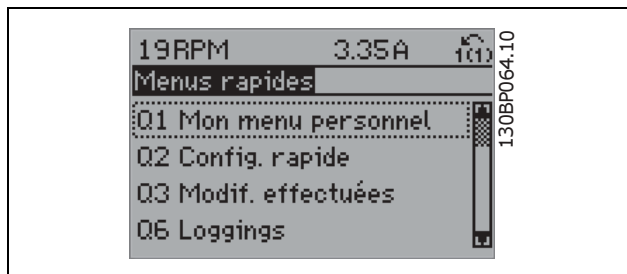 19RPM 3.35A 1(1)
Menus rapides
Q1 Mon menu personnel
Q2 Config. rapide
Q3 Modif. effectuées
Q6 Loggings
130BP064.10